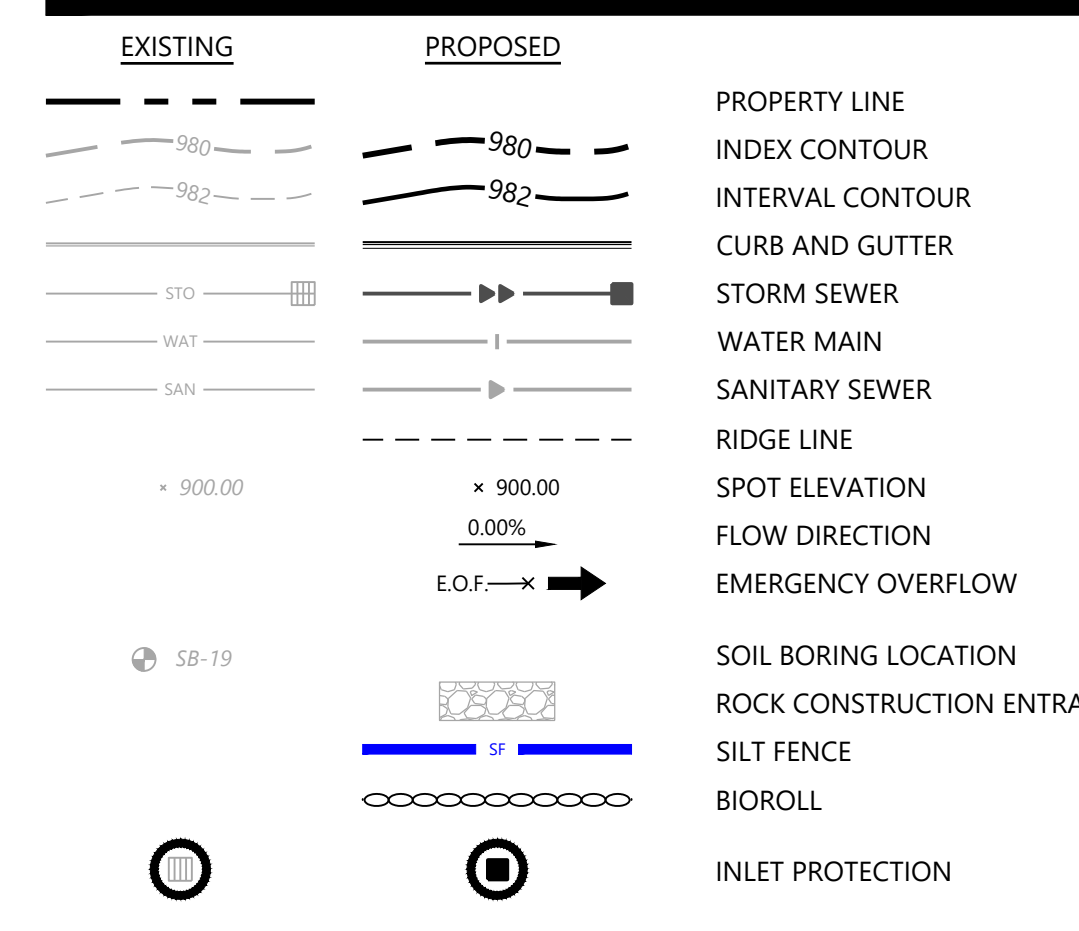 EXISTING PROPOSED
PROPERTY LINE
980 980 INDEX CONTOUR
982 982 INTERVAL CONTOUR
CURB AND GUTTER
STO STORM SEWER
WAT WATER MAIN
SAN SANITARY SEWER
RIDGE LINE
× 900.00 × 900.00 SPOT ELEVATION
0.00% FLOW DIRECTION
E.O.F. EMERGENCY OVERFLOW
SB-19 SOIL BORING LOCATION
ROCK CONSTRUCTION ENTRA
SF SILT FENCE
BIOROLL
INLET PROTECTION